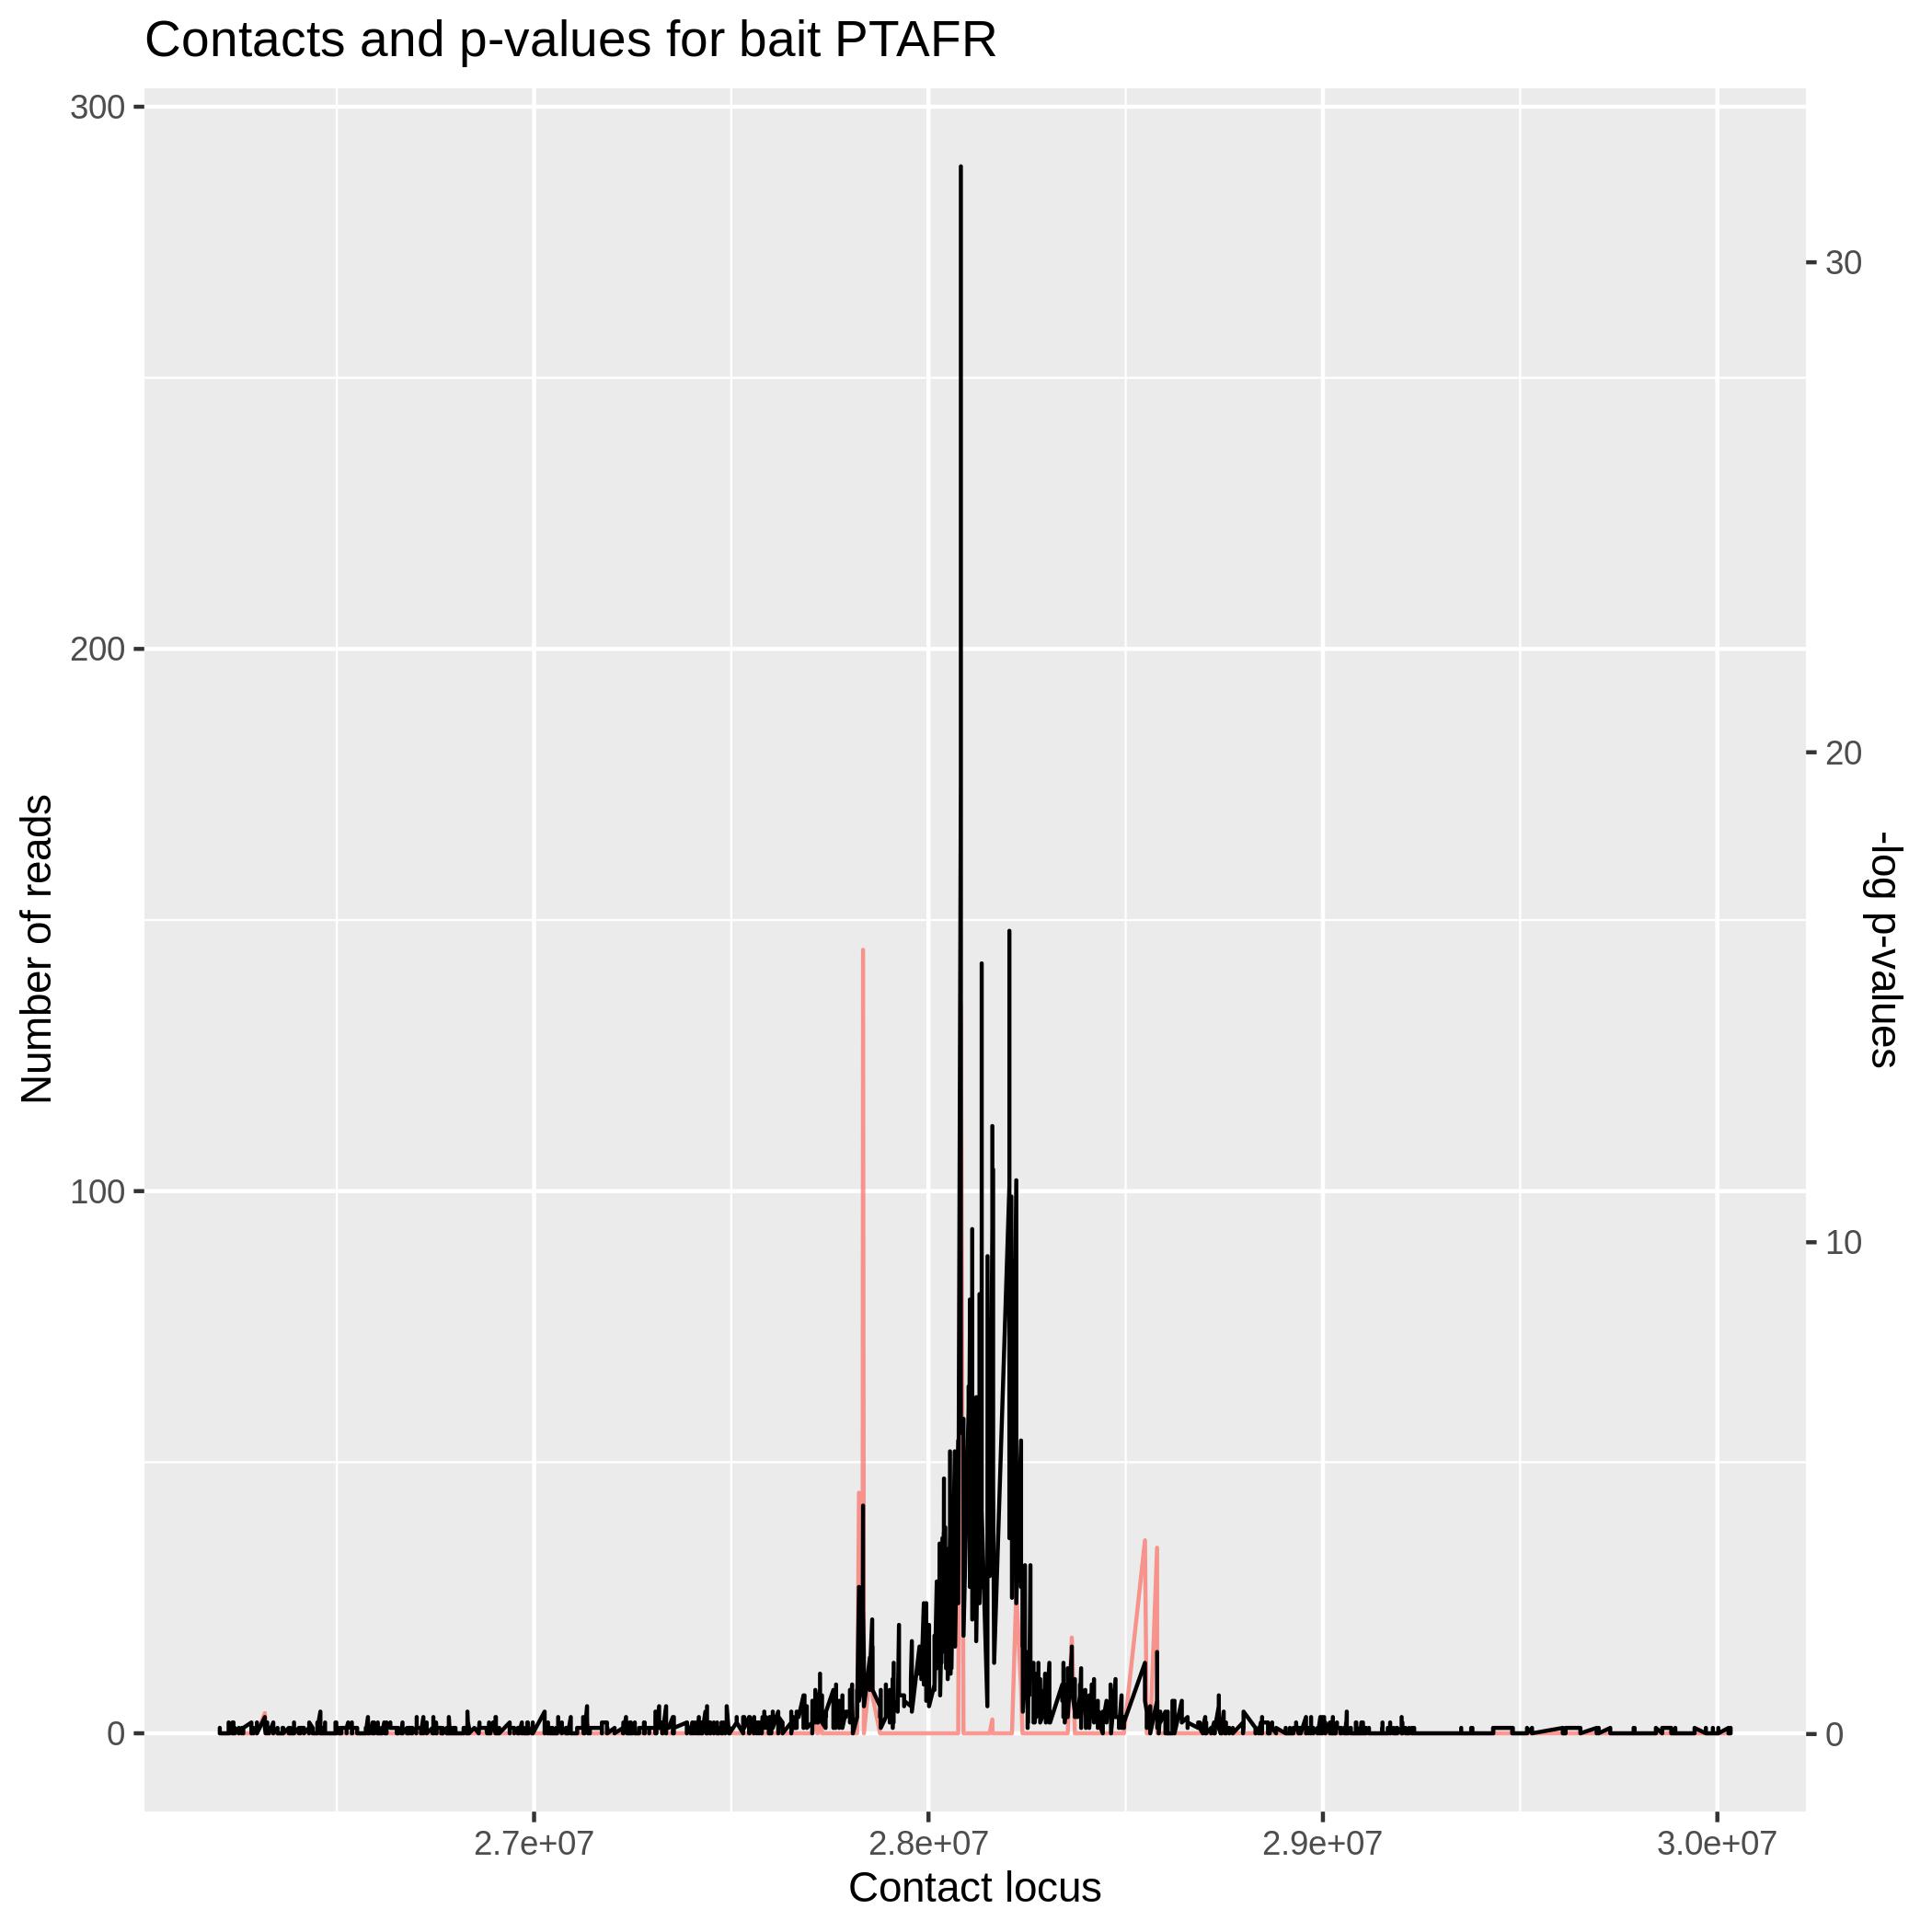 Contacts and p-values for bait PTAFR
300
200
100
0
Number of reads
30
20
10
0
-log p-values
2.7e+07
2.8e+07
2.9e+07
3.0e+07
Contact locus